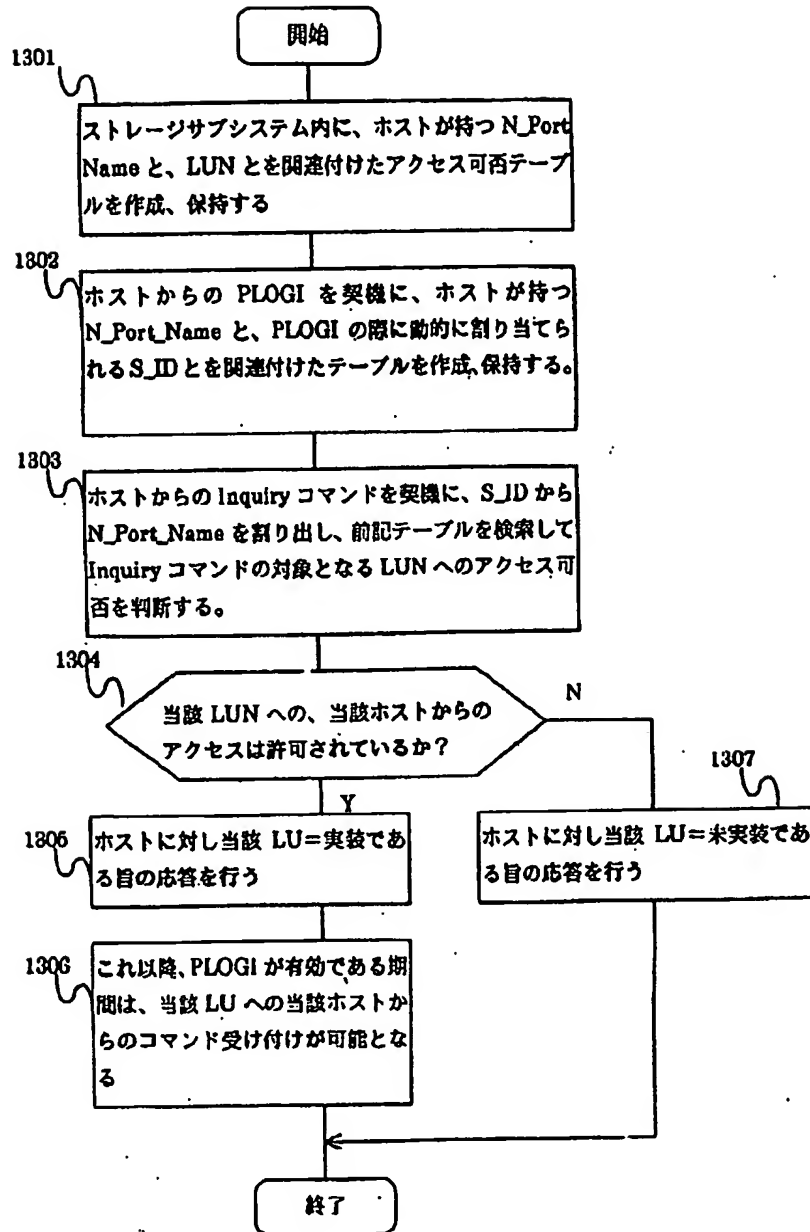 開始
1301
ストレージサブシステム内に、ホストが持つ N_Port
Name と、LUN とを関連付けたアクセス可否テーブ
ルを作成、保持する
1302
ホストからの PLOGI を契機に、ホストが持つ
N_Port_Name と、PLOGI の際に動的に割り当てら
れる S_ID とを関連付けたテーブルを作成、保持する。
1303
ホストからの Inquiry コマンドを契機に、S_ID から
N_Port_Name を割り出し、前記テーブルを検索して
Inquiry コマンドの対象となる LUN へのアクセス可
否を判断する。
1304
当該 LUN への、当該ホストからの
アクセスは許可されているか？
N
Y
1305
ホストに対し当該 LU＝実装であ
る旨の応答を行う
1307
ホストに対し当該 LU＝未実装であ
る旨の応答を行う
1306
これ以降、PLOGI が有効である期
間は、当該 LU への当該ホストか
らのコマンド受け付けが可能とな
る
終了